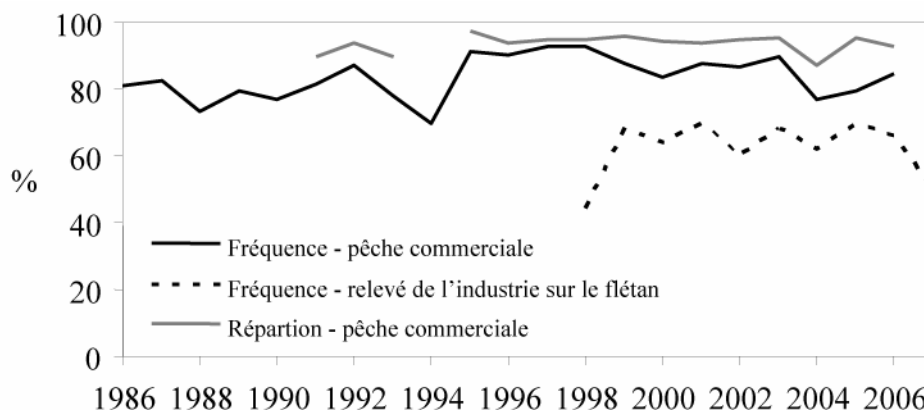 100
80
60
%
40
20
0
Fréquence - pêche commerciale
Fréquence - relevé de l'industrie sur le flétan
Répartion - pêche commerciale
1986 1988 1990 1992 1994 1996 1998 2000 2002 2004 2006